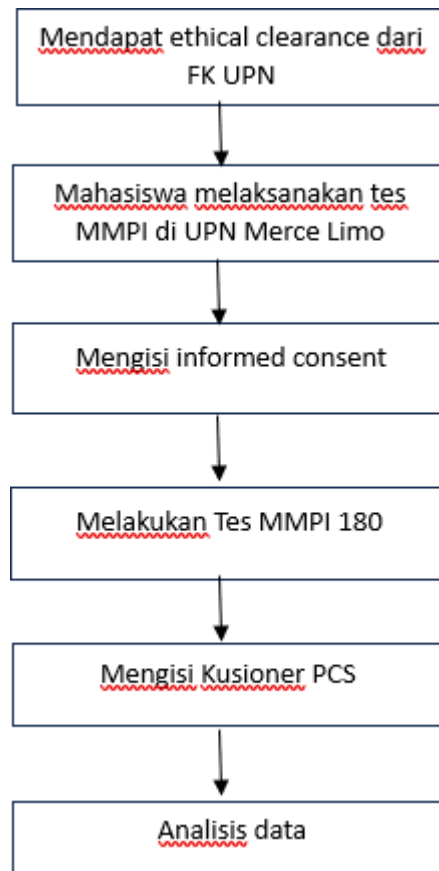 Mendapat ethical clearance dari
FK UPN
Mahasiswa melaksanakan tes
MMPI di UPN Merce Limo
Mengisi informed consent
Melakukan Tes MMPI 180
Mengisi Kusioner PCS
Analisis data